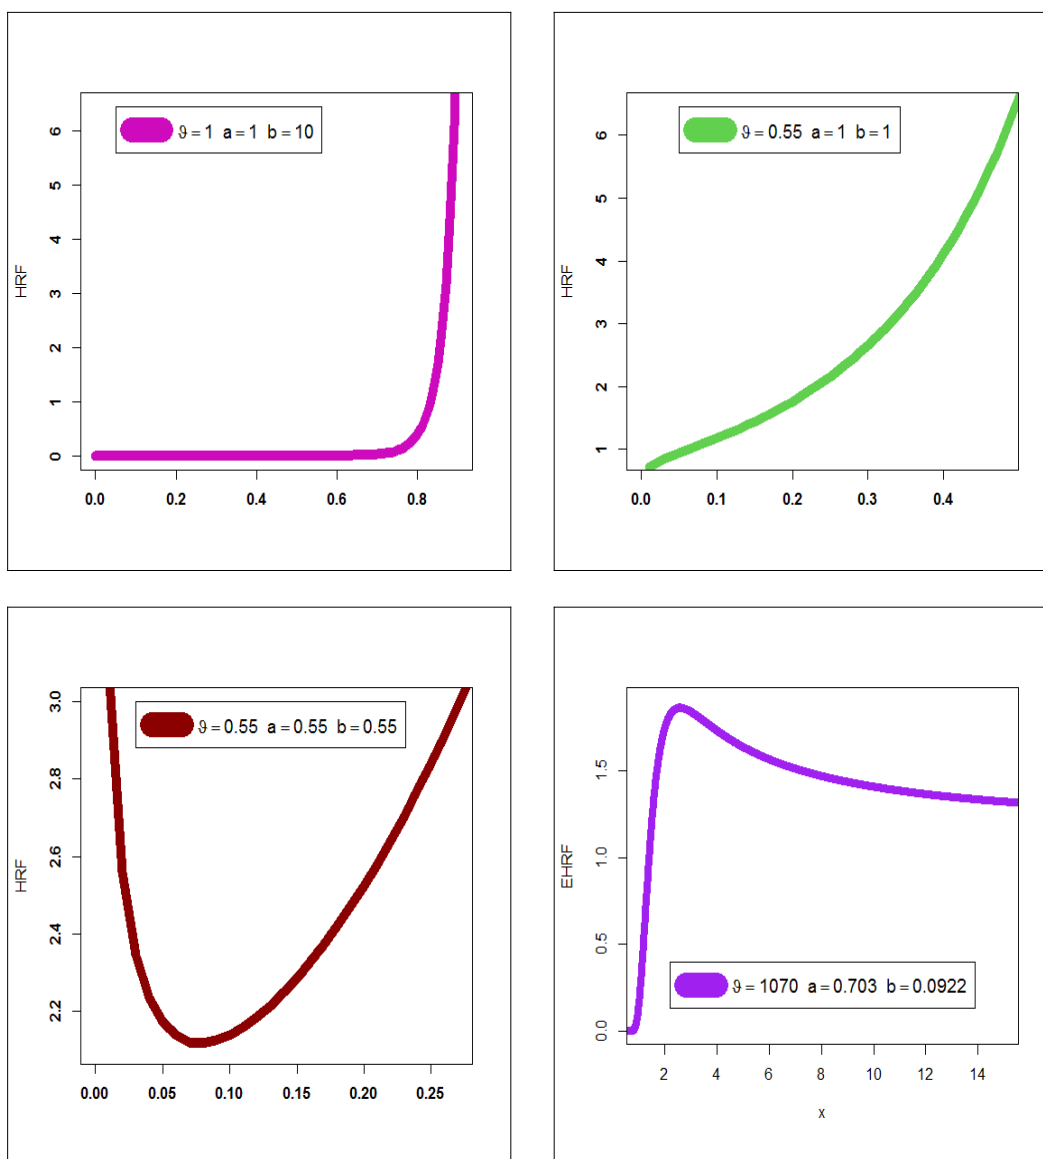 ϑ = 1 a = 1 b = 10
HRF
0 1 2 3 4 5 6
0.0 0.2 0.4 0.6 0.8
ϑ = 0.55 a = 1 b = 1
HRF
1 2 3 4 5 6
0.0 0.1 0.2 0.3 0.4
ϑ = 0.55 a = 0.55 b = 0.55
HRF
2.2 2.4 2.6 2.8 3.0
0.00 0.05 0.10 0.15 0.20 0.25
ϑ = 1070 a = 0.703 b = 0.0922
EHRF
0.0 0.5 1.0 1.5
2 4 6 8 10 12 14
x